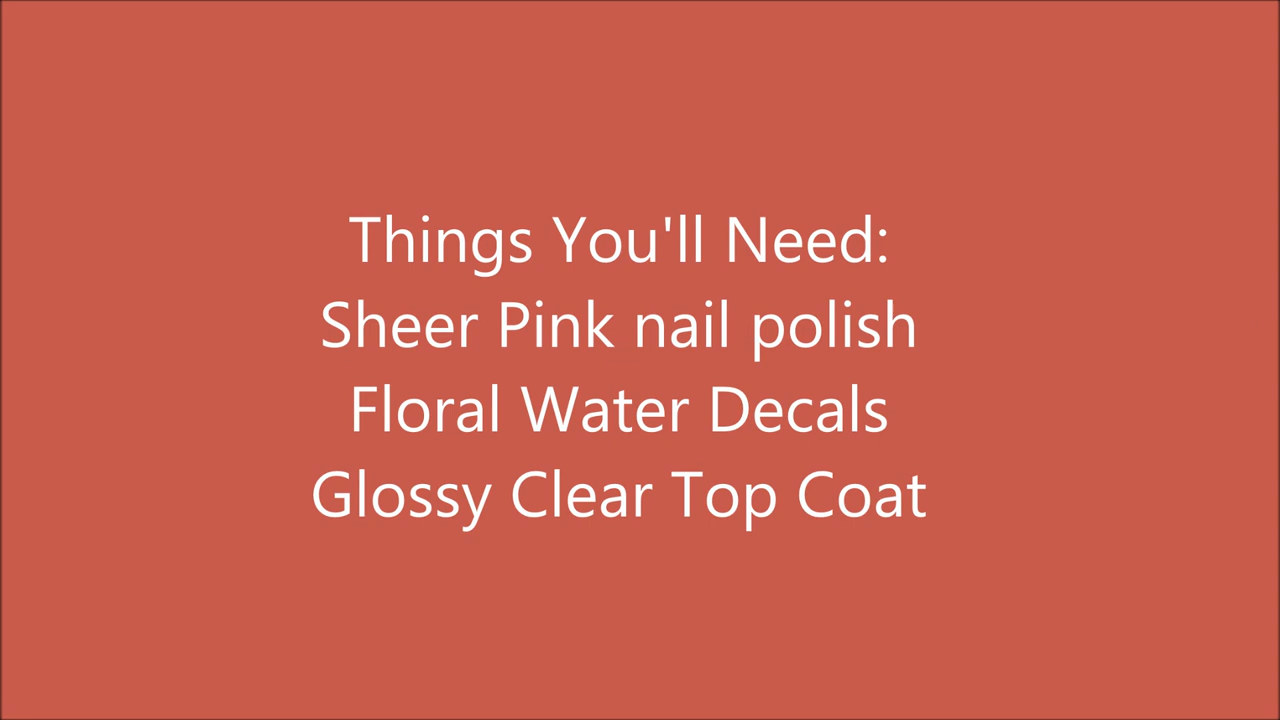 Things You'll Need:
Sheer Pink nail polish
Floral Water Decals
Glossy Clear Top Coat